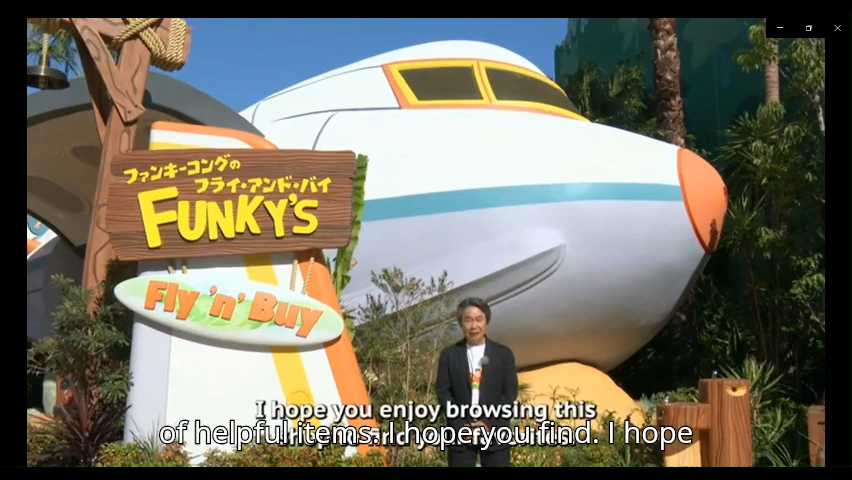 ファンキーコングの
フライ・アンド・バイ
FUNKY'S
Fly 'n' Buy
I hope you enjoy browsing this
of helpful items. I hope you find. I hope